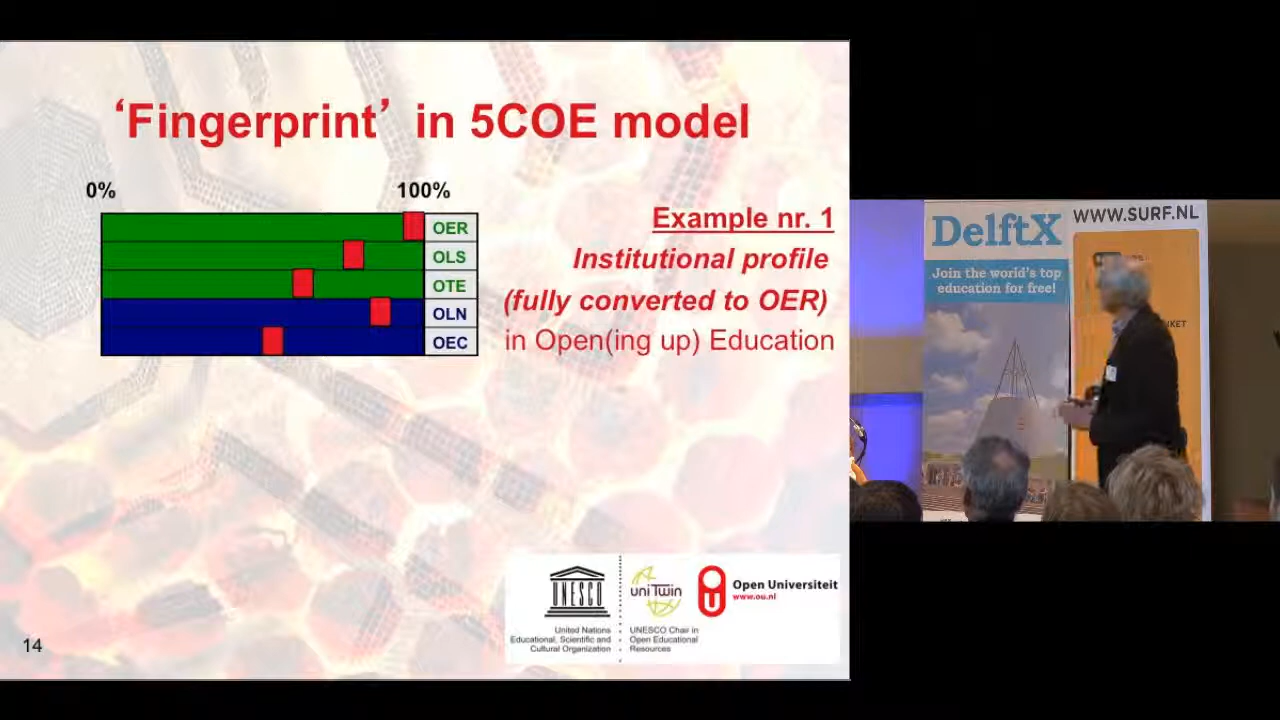 ‘Fingerprint’ in 5COE model
0% 100%
OER
OLS
OTE
OLN
OEC
Example nr. 1
Institutional profile
(fully converted to OER)
in Open(ing up) Education
UNESCO
United Nations
Educational, Scientific and
Cultural Organization
uniTwin
UNESCO Chair in
Open Educational
Resources
Open Universiteit
www.ou.nl
14
DelftX
Join the world's top
education for free!
WWW.SURF.NL